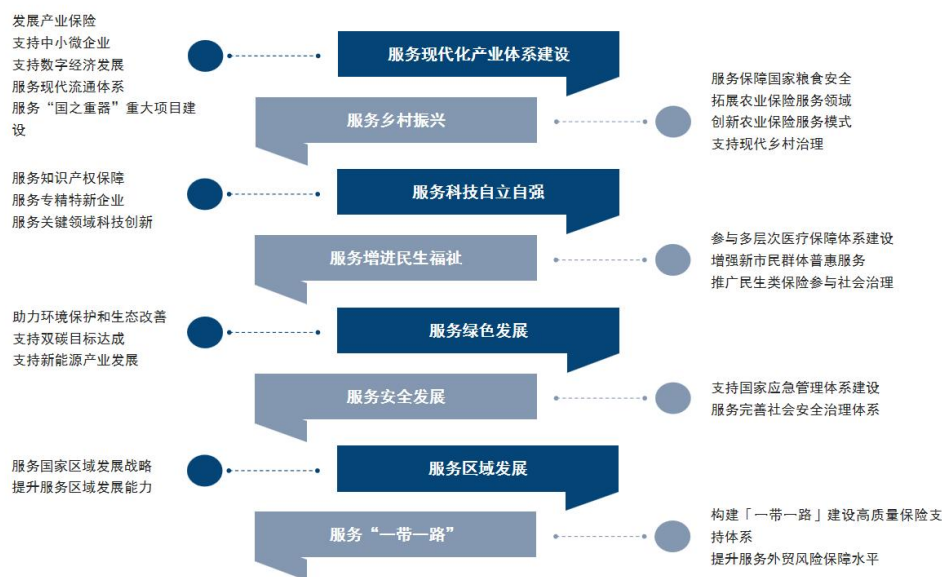 服务现代化产业体系建设
发展产业保险
支持中小微企业
支持数字经济发展
服务现代流通体系
服务“国之重器”重大项目建
设
服务乡村振兴
服务保障国家粮食安全
拓展农业保险服务领域
创新农业保险服务模式
支持现代乡村治理
服务科技自立自强
服务知识产权保障
服务专精特新企业
服务关键领域科技创新
服务增进民生福祉
参与多层次医疗保障体系建设
增强新市民群体普惠服务
推广民生类保险参与社会治理
服务绿色发展
助力环境保护和生态改善
支持双碳目标达成
支持新能源产业发展
服务安全发展
支持国家应急管理体系建设
服务完善社会安全治理体系
服务区域发展
服务国家区域发展战略
提升服务区域发展能力
服务“一带一路”
构建「一带一路」建设高质量保险支
持体系
提升服务外贸风险保障水平